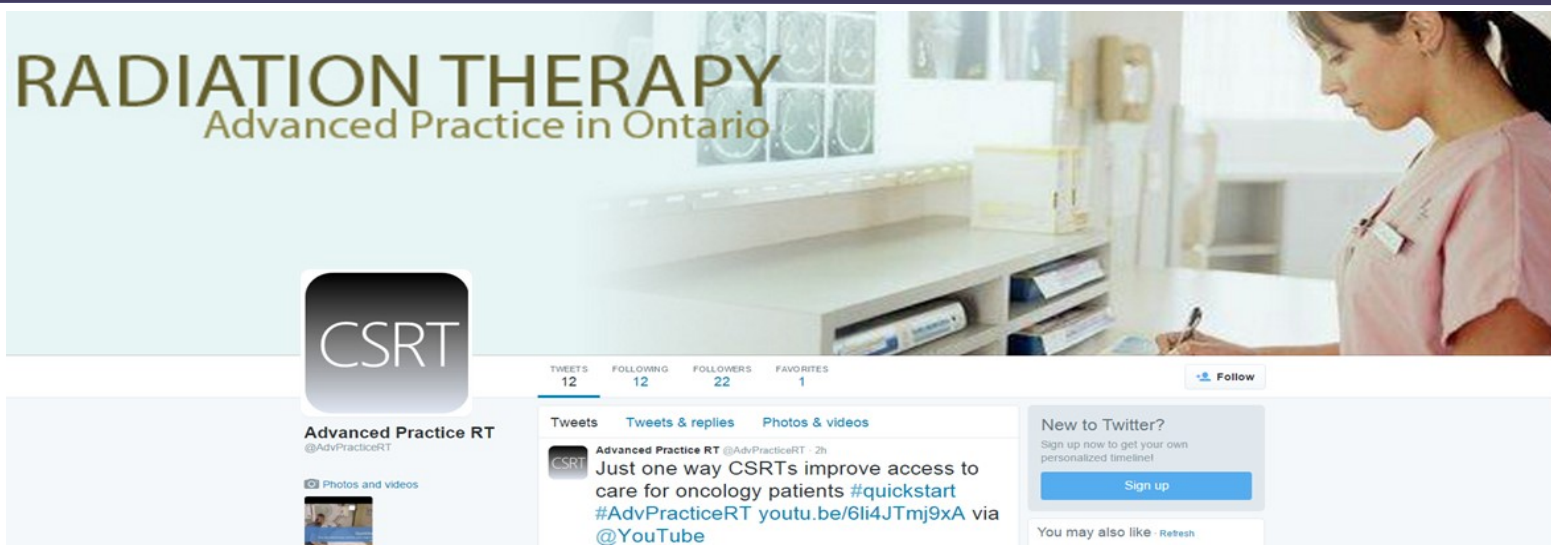 RADIATION THERAPY
Advanced Practice in Ontario
CSRT
TWEETS FOLLOWING FOLLOWERS FAVORITES
12 12 22 1
Follow
Advanced Practice RT
@AdvPracticeRT
Photos and videos
Tweets Tweets & replies Photos & videos
CSRT
Advanced Practice RT @AdvPracticeRT · 2h
Just one way CSRTs improve access to
care for oncology patients #quickstart
#AdvPracticeRT youtu.be/6li4JTmj9xA via
@YouTube
New to Twitter?
Sign up now to get your own
personalized timeline!
Sign up
You may also like · Refresh